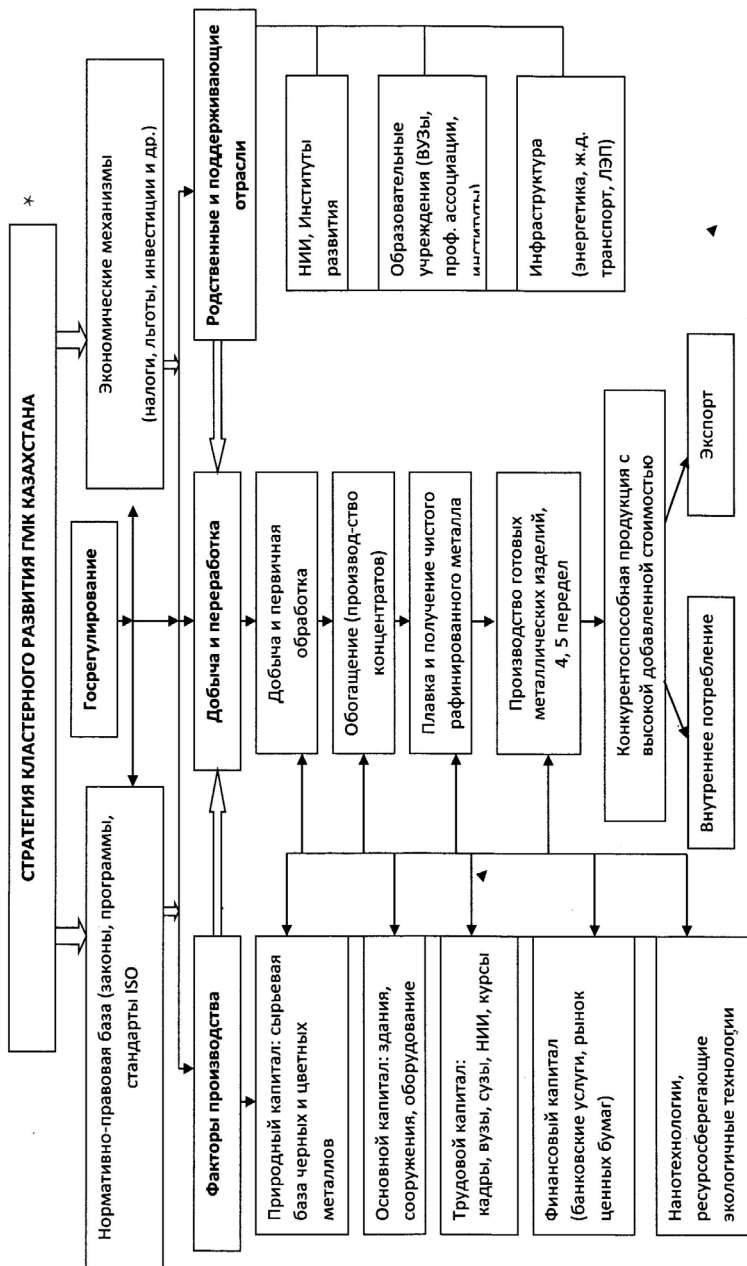 СТРАТЕГИЯ КЛАСТЕРНОГО РАЗВИТИЯ ГМК КАЗАХСТАНА
*
Нормативно-правовая база (законы, программы,
стандарты ISO
Госрегулирование
Экономические механизмы
(налоги, льготы, инвестиции и др.)
Факторы производства
Добыча и переработка
Родственные и поддерживающие
отрасли
Природный капитал: сырьевая
база черных и цветных
металлов
Основной капитал: здания,
сооружения, оборудование
Трудовой капитал:
кадры, вузы, сузы, НИИ, курсы
Финансовый капитал
(банковские услуги, рынок
ценных бумаг)
Нанотехнологии,
ресурсосберегающие
экологичные технологии
Добыча и первичная
обработка
Обогащение (производ-ство
концентратов)
Плавка и получение чистого
рафинированного металла
Производство готовых
металлических изделий,
4, 5 передел
Конкурентоспособная продукция с
высокой добавленной стоимостью
Внутреннее потребление
Экспорт
НИИ, Институты
развития
Образовательные
учреждения (ВУЗы,
проф. ассоциации,
институты)
Инфраструктура
(энергетика, ж.д.
транспорт, ЛЭП)